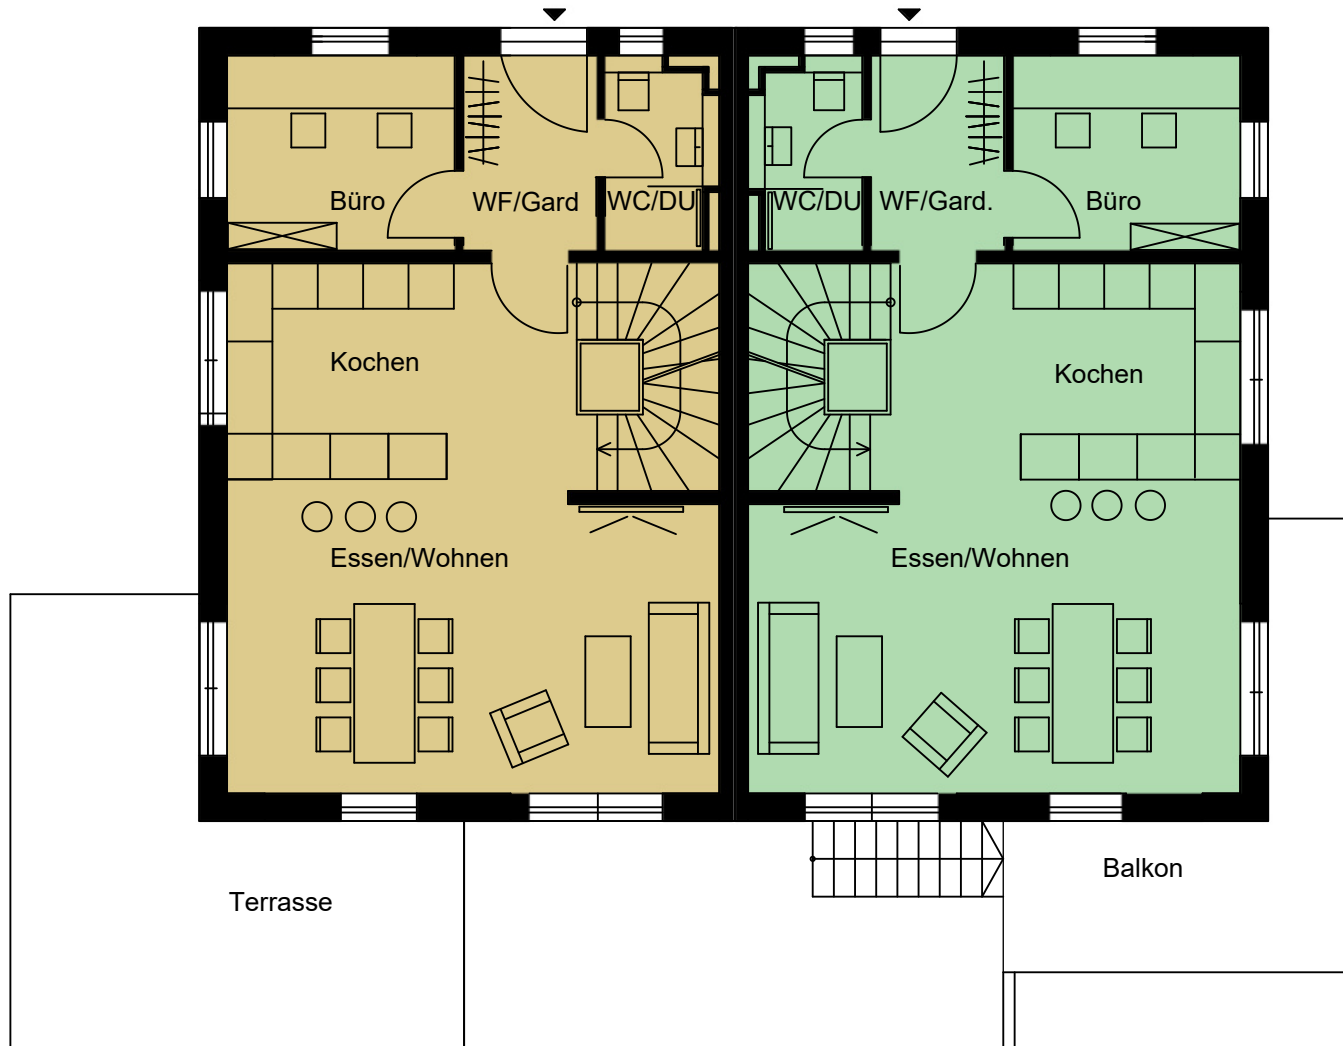 Büro
WF/Gard
WC/DU
WC/DU
WF/Gard.
Büro
Kochen
Kochen
Essen/Wohnen
Essen/Wohnen
Terrasse
Balkon